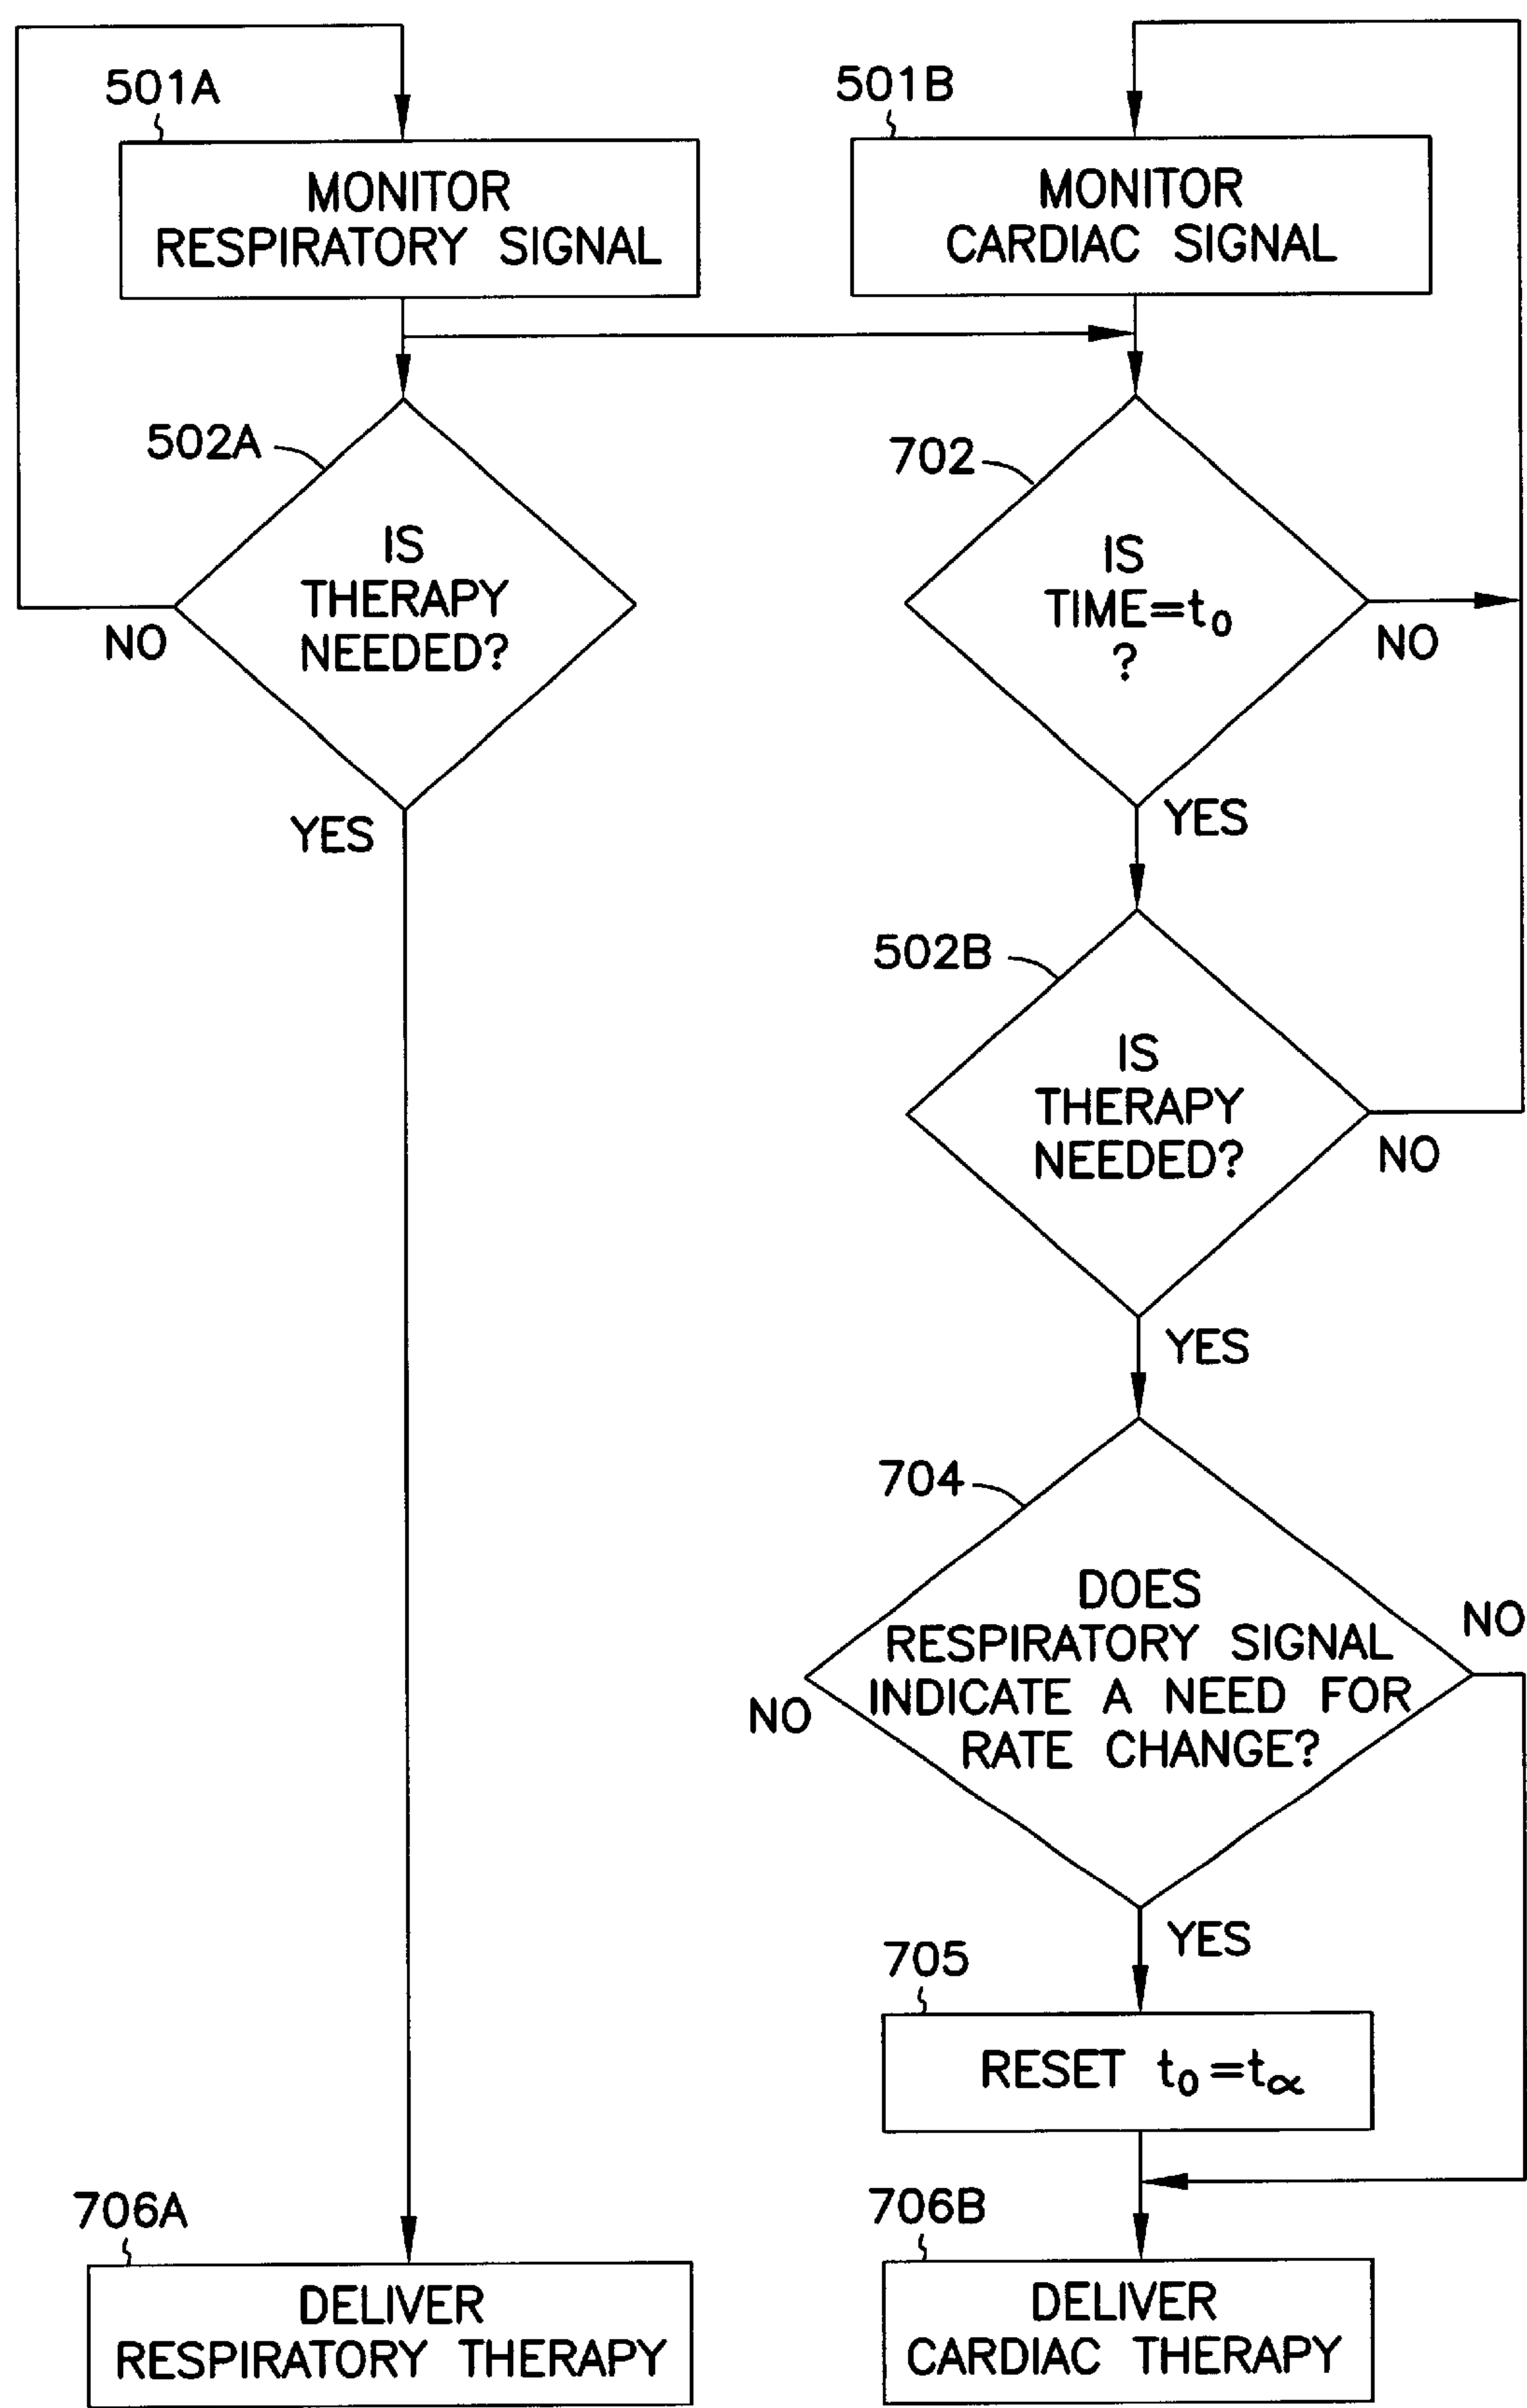 501A
MONITOR
RESPIRATORY SIGNAL
502A
IS
THERAPY
NEEDED?
NO
YES
706A
DELIVER
RESPIRATORY THERAPY
501B
MONITOR
CARDIAC SIGNAL
702
IS
TIME=t₀
?
NO
YES
502B
IS
THERAPY
NEEDED?
NO
YES
704
DOES
RESPIRATORY SIGNAL
INDICATE A NEED FOR
RATE CHANGE?
NO
NO
YES
705
RESET t₀=t∝
706B
DELIVER
CARDIAC THERAPY